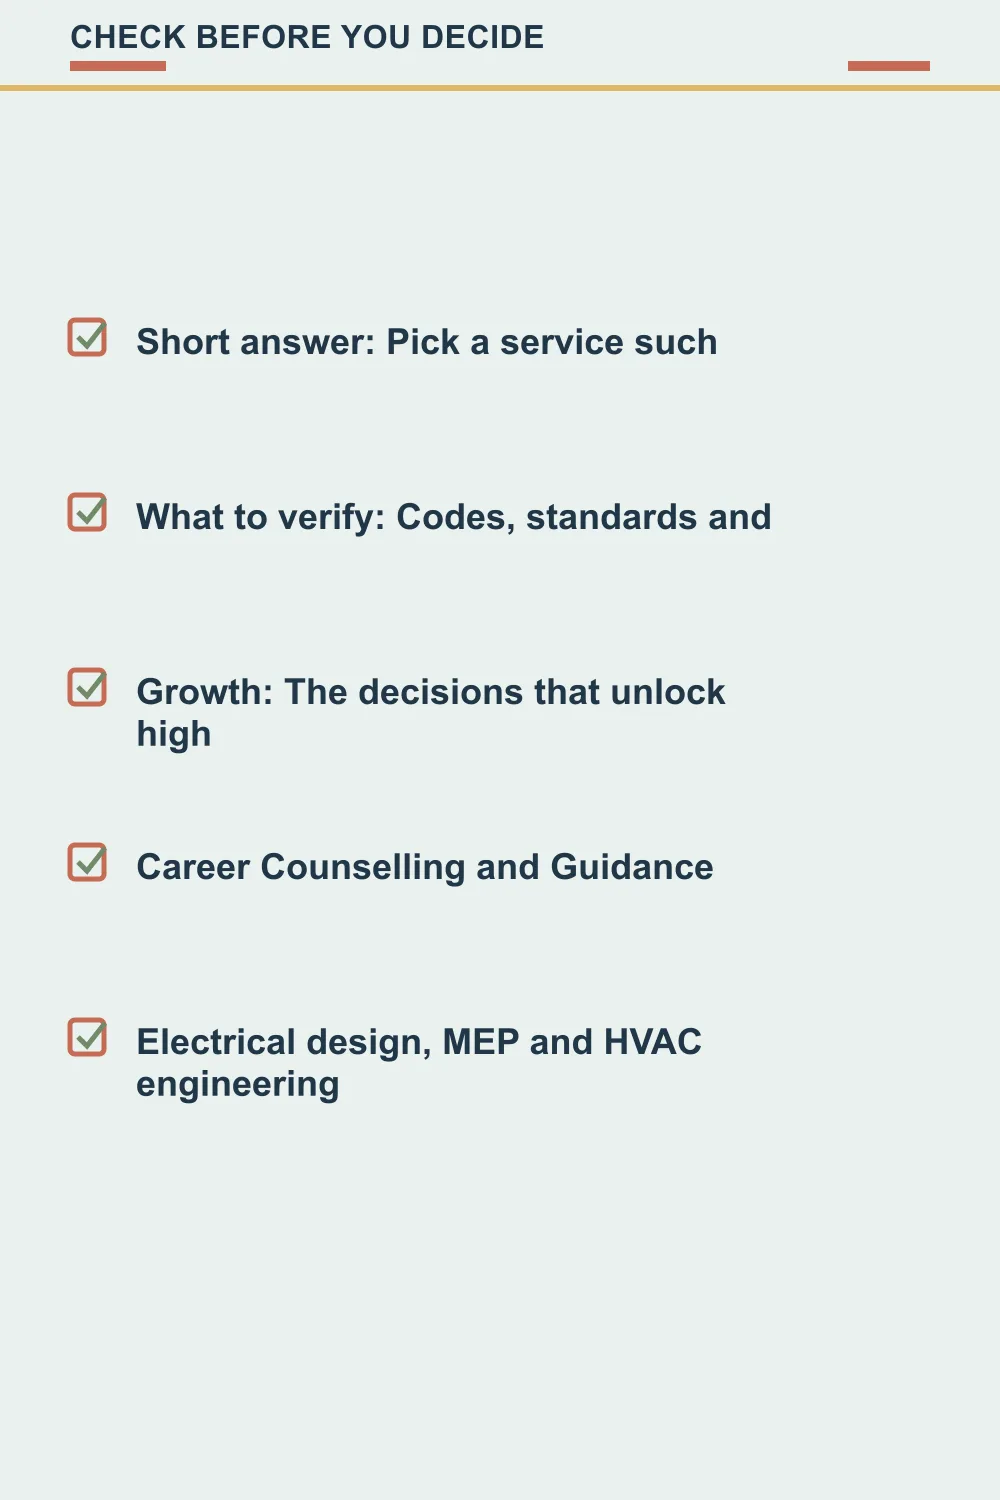 CHECK BEFORE YOU DECIDE
Short answer: Pick a service such
What to verify: Codes, standards and
Growth: The decisions that unlock
high
Career Counselling and Guidance
Electrical design, MEP and HVAC
engineering